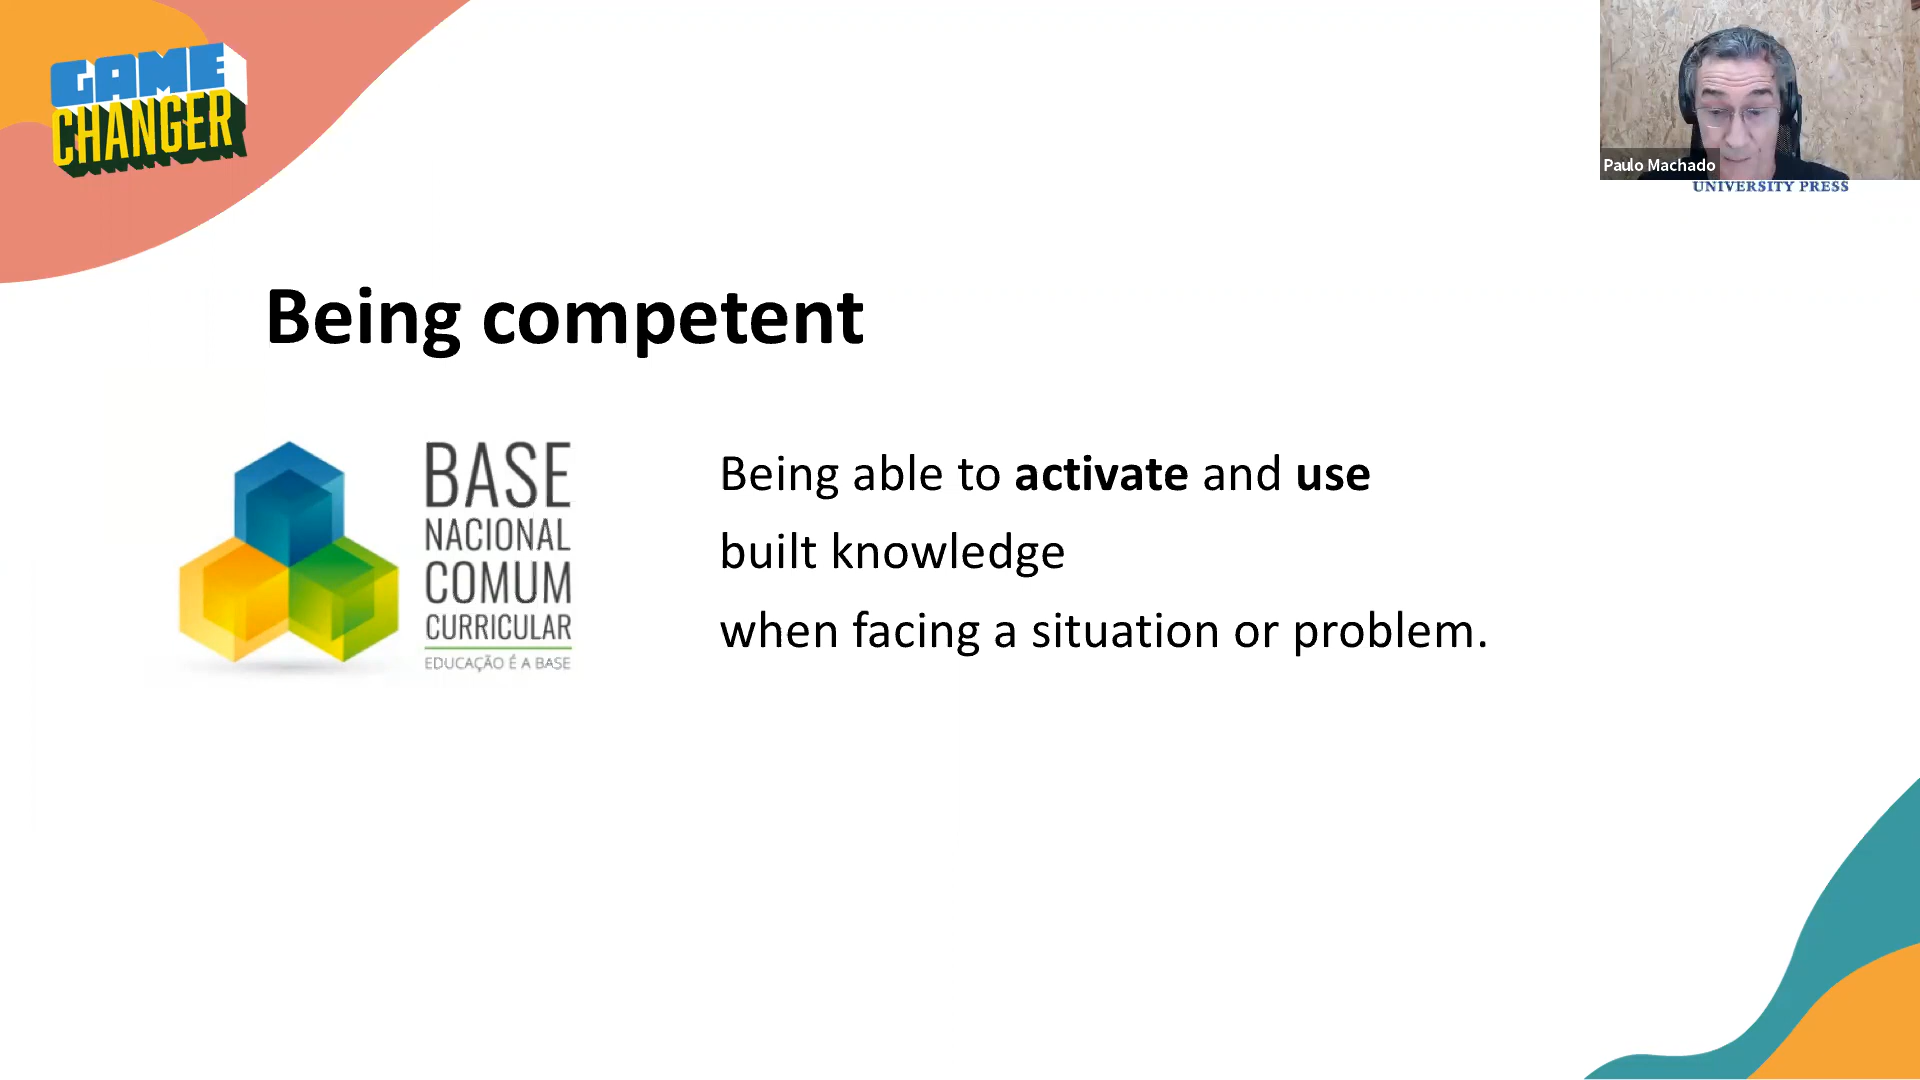 GAME
CHANGER
Paulo Machado
UNIVERSITY PRESS
Being competent
BASE
NACIONAL
COMUM
CURRICULAR
EDUCAÇÃO É A BASE
Being able to activate and use
built knowledge
when facing a situation or problem.